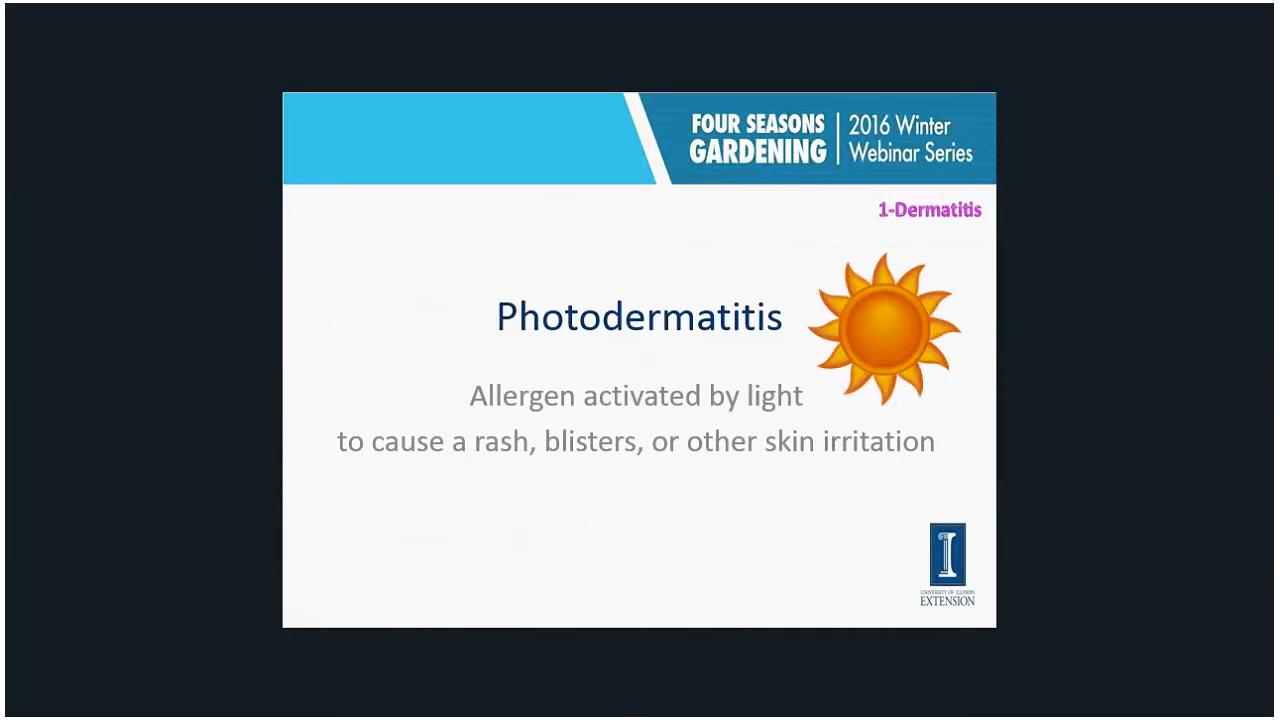 FOUR SEASONS
GARDENING
2016 Winter
Webinar Series
1-Dermatitis
Photodermatitis
Allergen activated by light
to cause a rash, blisters, or other skin irritation
I
UNIVERSITY OF ILLINOIS
EXTENSION